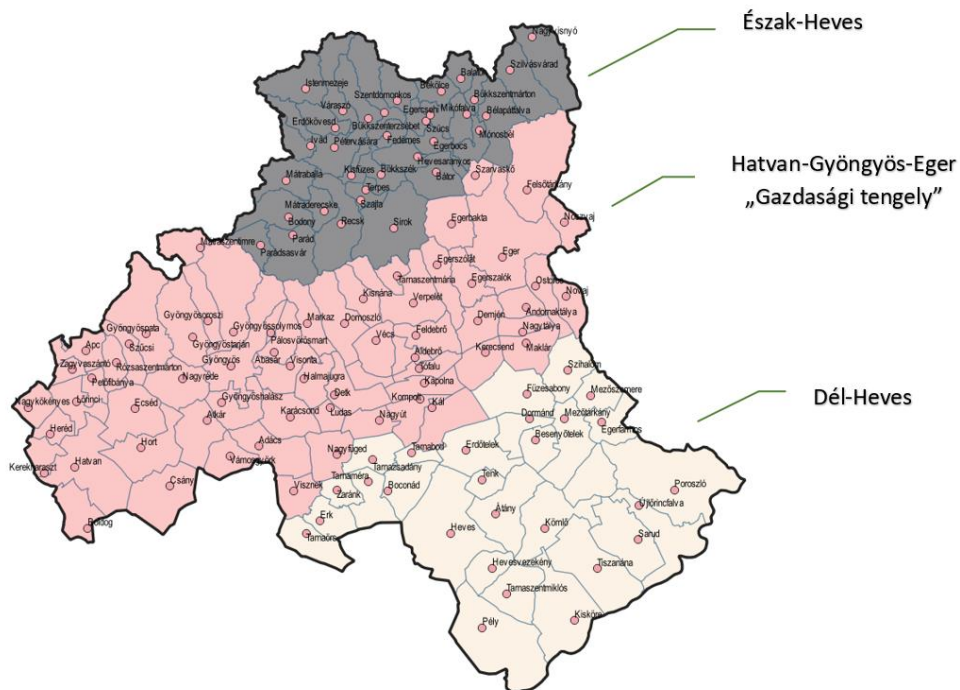 Észak-Heves
Hatvan-Gyöngyös-Eger
„Gazdasági tengely”
Dél-Heves
Szilvásvárad
Balaton
Istenmezeje
Bekölce
Szentdomonkos
Bükkszentmárton
Váraszó
Egercsehi
Mikófalva
Bélapátfalva
Erdőkövesd
Bükkszenterzsébet
Szúcs
Mónosbél
Ivád
Pétervására
Fedémes
Egerbocs
Hevesaranyos
Mátraballa
Kisfüzes
Bükkszék
Bátor
Szarvaskő
Terpes
Felsőtárkány
Mátraderecske
Szajla
Bodony
Recsk
Sirok
Egerbakta
Noszvaj
Parád
Mátraszentimre
Parádsasvár
Egerszólát
Eger
Tarnaszentmária
Egerszalók
Ostoros
Kisnána
Verpelét
Novaj
Gyöngyösoroszi
Markaz
Domoszló
Demjén
Andornaktálya
Gyöngyöspata
Gyöngyössolymos
Feldebrő
Nagytálya
Apc
Szűcsi
Gyöngyöstarján
Pálosvörösmart
Vécs
Kerecsend
Maklár
Zagyvaszántó
Rózsaszentmárton
Gyöngyös
Abasár
Visonta
Aldebrő
Tófalu
Szihalom
Petőfibánya
Nagyréde
Halmajugra
Kápolna
Füzesabony
Mezőszemere
Nagykökényes
Lőrinci
Ecséd
Gyöngyöshalász
Detk
Kompolt
Kál
Atkár
Karácsond
Ludas
Nagyút
Dormánd
Mezőtárkány
Egerfarmos
Heréd
Hort
Adács
Besenyőtelek
Hatvan
Vámosgyörk
Nagyfüged
Tarnabod
Erdőtelek
Kerekharaszt
Tarnazsadány
Csány
Tarnaméra
Tenk
Poroszló
Visznek
Zaránk
Boconád
Újlőrincfalva
Átány
Boldog
Erk
Heves
Kömlő
Tarnaörs
Sarud
Hevesvezekény
Tiszanána
Tarnaszentmiklós
Pély
Kisköre